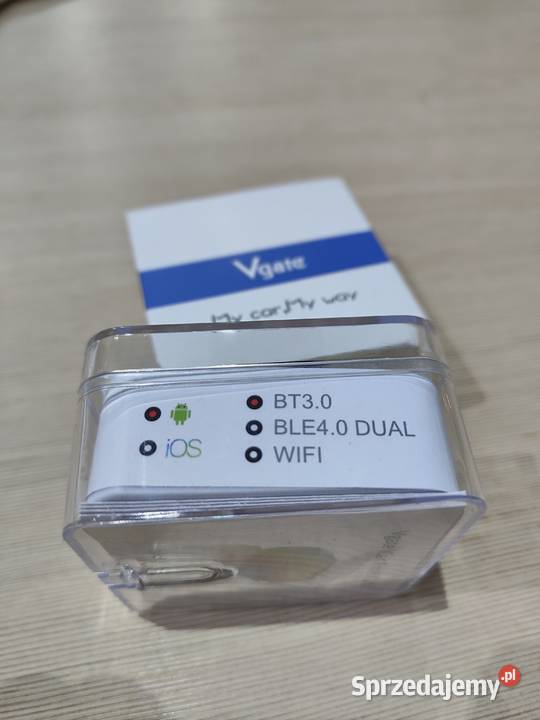 Vgate
My car,My way
BT3.0
BLE4.0 DUAL
iOS
WIFI
Sprzedajemy.pl